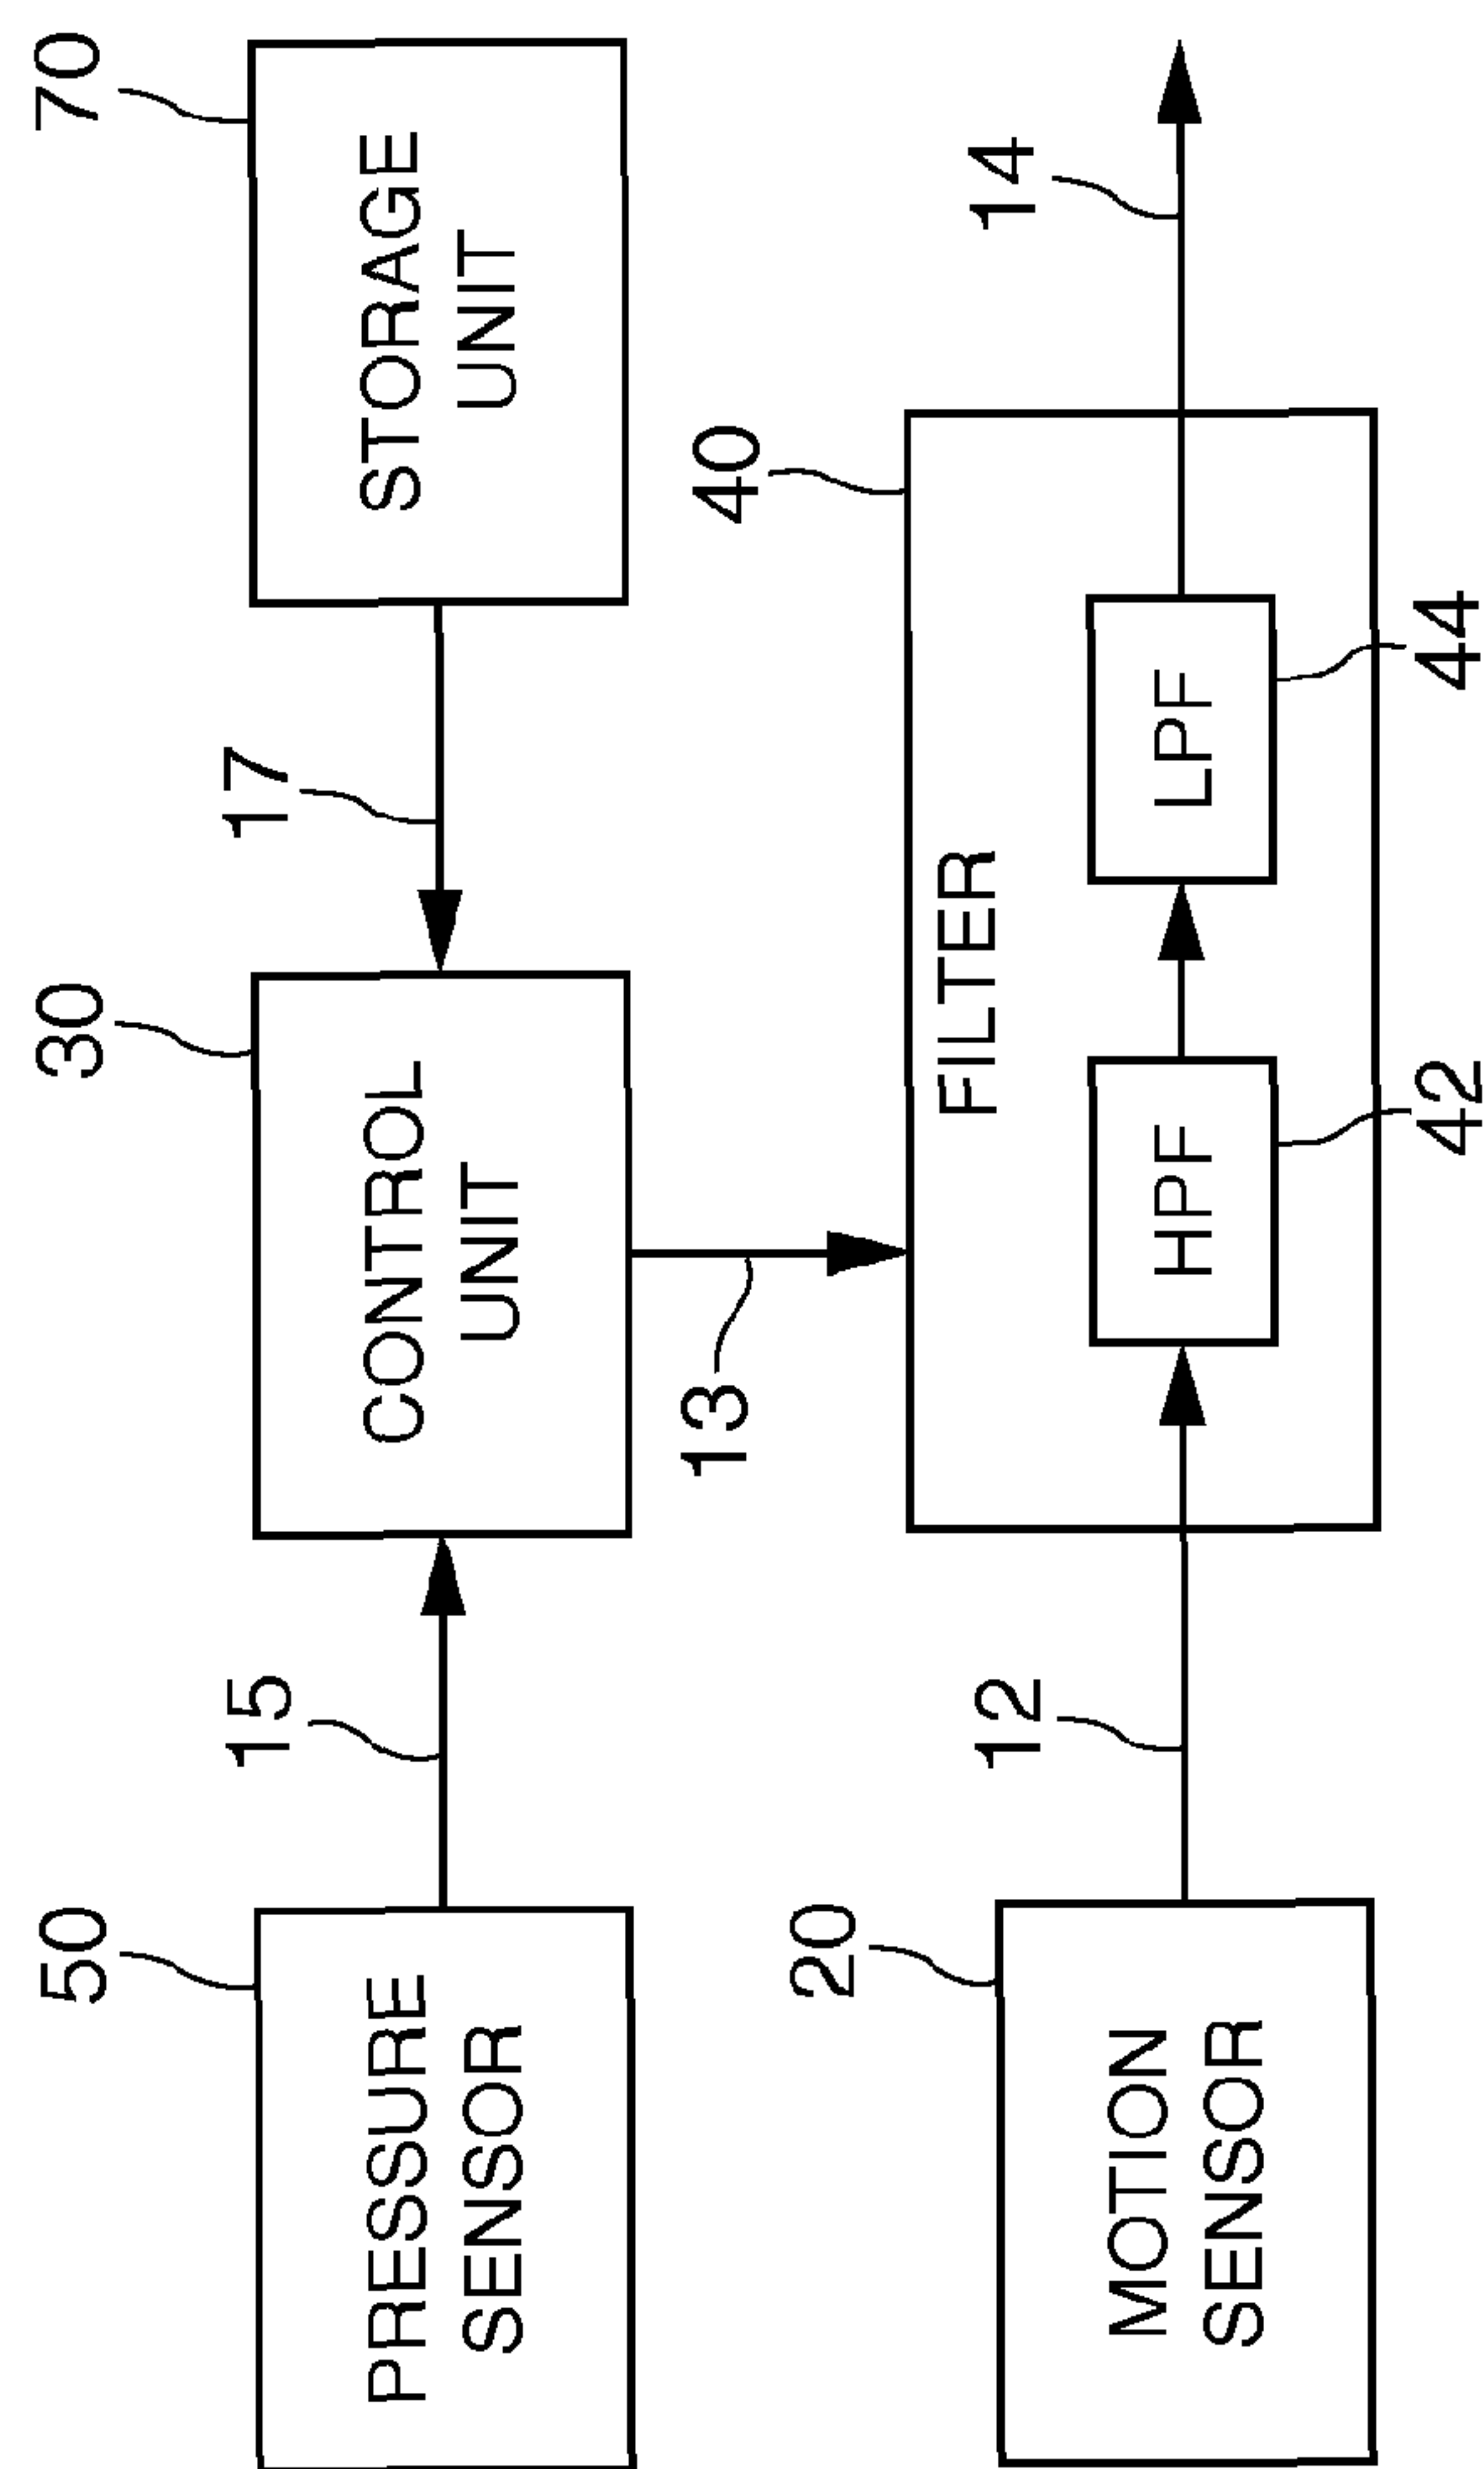 50
PRESSURE
SENSOR
15
30
CONTROL
UNIT
17
70
STORAGE
UNIT
13
20
MOTION
SENSOR
12
40
FILTER
HPF
42
LPF
44
14